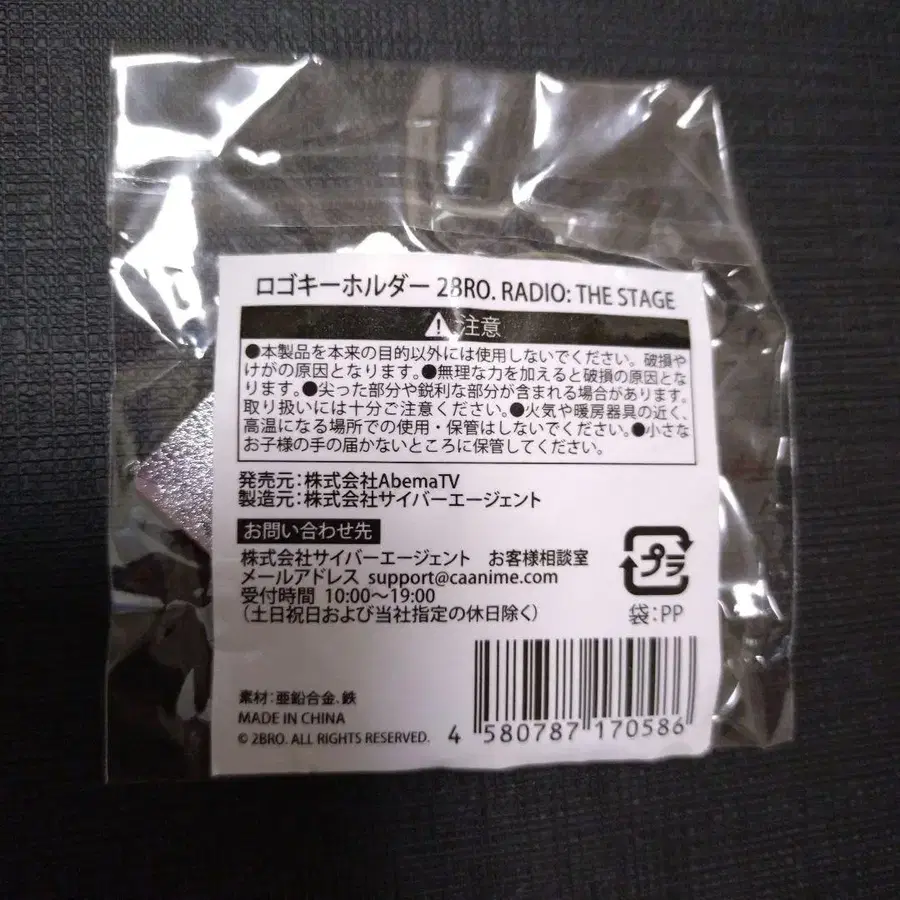 ロゴキーホルダー 2BRO. RADIO: THE STAGE
注意
●本製品を本来の目的以外には使用しないでください。破損や
けがの原因となります。●無理な力を加えると破損の原因とな
ります。●尖った部分や鋭利な部分が含まれる場合があります。
取り扱いには十分ご注意ください。●火気や暖房器具の近く、
高温になる場所での使用・保管はしないでください。●小さな
お子様の手の届かないところに保管してください。
発売元：株式会社AbemaTV
製造元：株式会社サイバーエージェント
お問い合わせ先
株式会社サイバーエージェント　お客様相談室
メールアドレス support@caanime.com
受付時間 10:00～19:00
（土日祝日および当社指定の休日除く）
プラ
袋：PP
素材：亜鉛合金、鉄
MADE IN CHINA
© 2BRO. ALL RIGHTS RESERVED.
4 580787 170586